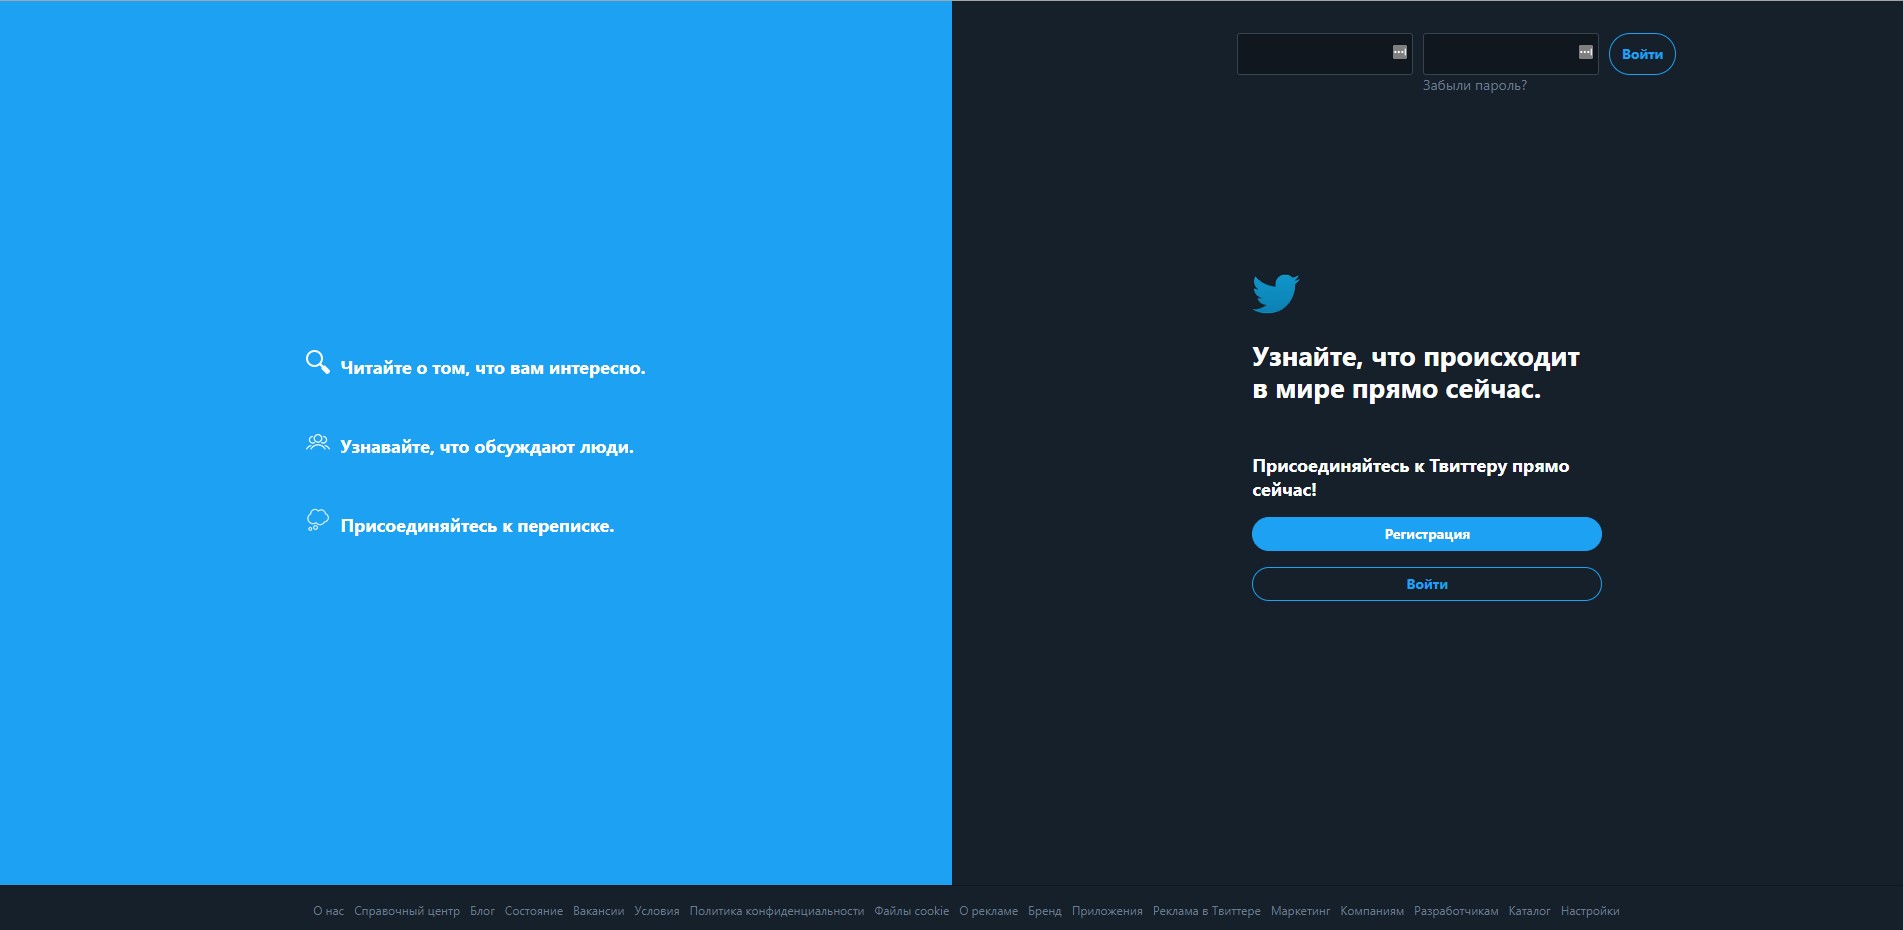 Войти
Забыли пароль?
Читайте о том, что вам интересно.
Узнавайте, что обсуждают люди.
Присоединяйтесь к переписке.
Узнайте, что происходит
в мире прямо сейчас.
Присоединяйтесь к Твиттеру прямо
сейчас!
Регистрация
Войти
О нас Справочный центр Блог Состояние Вакансии Условия Политика конфиденциальности Файлы cookie О рекламе Бренд Приложения Реклама в Твиттере Маркетинг Компаниям Разработчикам Каталог Настройки